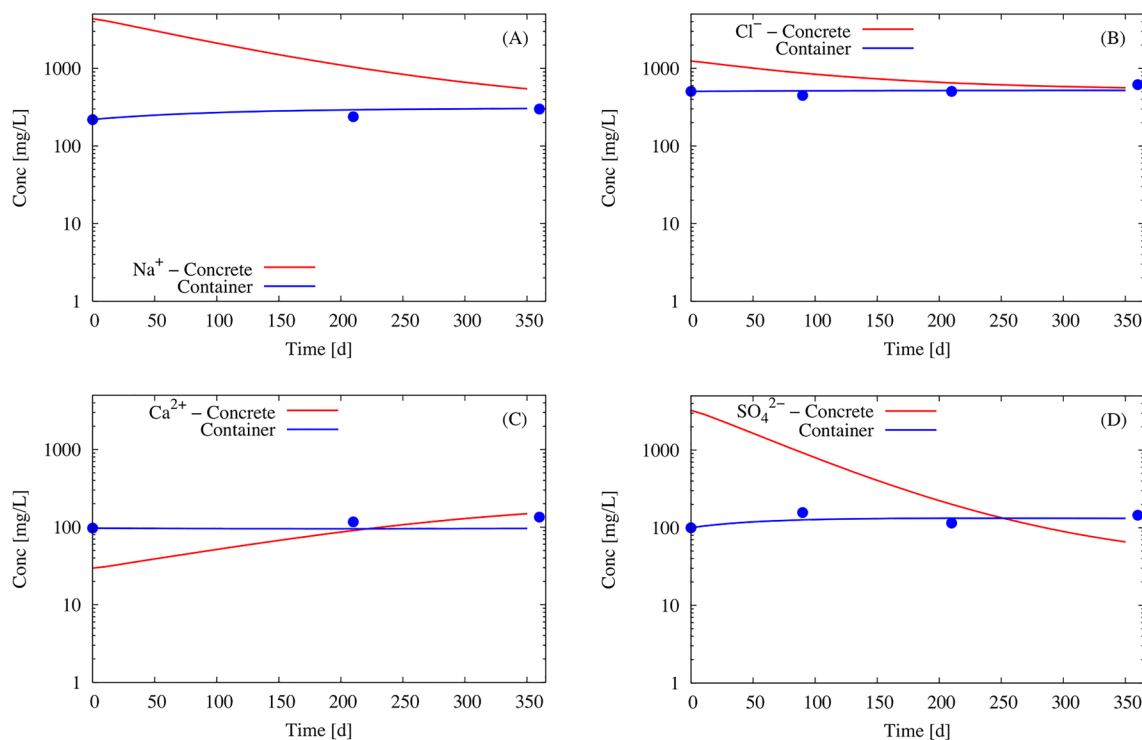 (A)
1000
100
10
1
Conc [mg/L]
Na+ – Concrete
Container
0 50 100 150 200 250 300 350
Time [d]
(B)
Cl− – Concrete
Container
1000
100
10
1
Conc [mg/L]
0 50 100 150 200 250 300 350
Time [d]
Ca2+ – Concrete
Container
(C)
1000
100
10
1
Conc [mg/L]
0 50 100 150 200 250 300 350
Time [d]
SO42− – Concrete
Container
(D)
1000
100
10
1
Conc [mg/L]
0 50 100 150 200 250 300 350
Time [d]